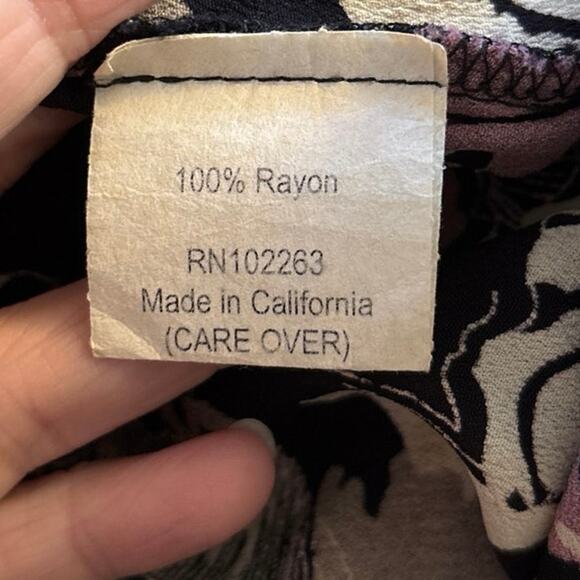 100% Rayon
RN102263
Made in California
(CARE OVER)